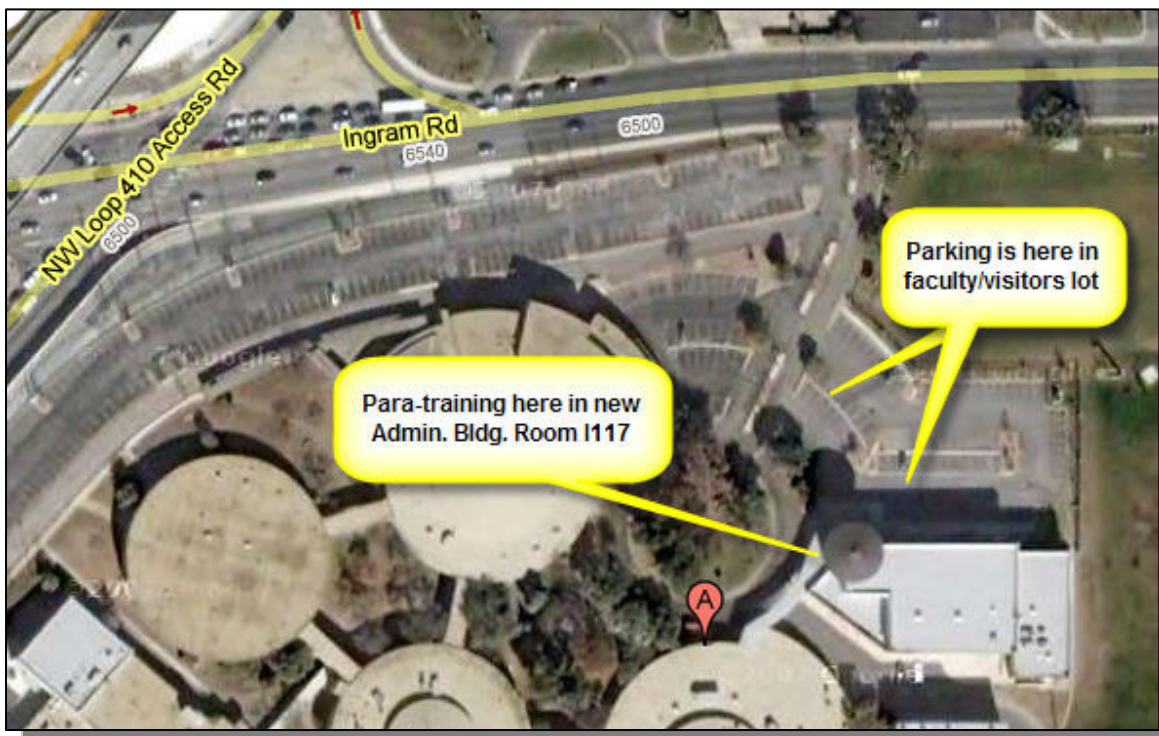 NW Loop 410 Access Rd
6500
Ingram Rd
6540
6500
Parking is here in
faculty/visitors lot
Para-training here in new
Admin. Bldg. Room I117
Google
A